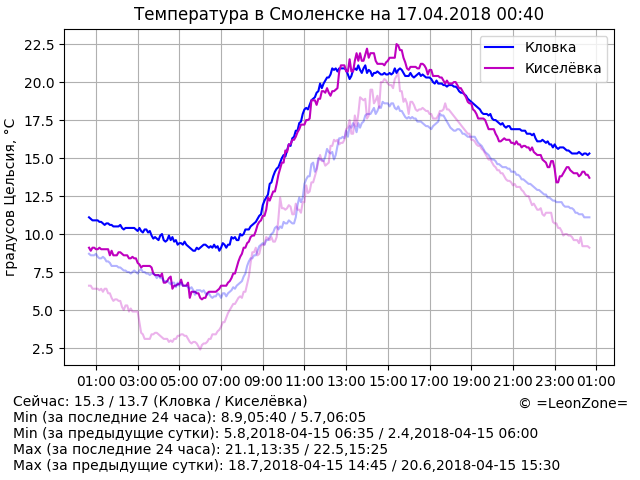 Температура в Смоленске на 17.04.2018 00:40
градусов Цельсия, °C
22.5
20.0
17.5
15.0
12.5
10.0
7.5
5.0
2.5
Кловка
Киселёвка
01:00 03:00 05:00 07:00 09:00 11:00 13:00 15:00 17:00 19:00 21:00 23:00 01:00
Сейчас: 15.3 / 13.7 (Кловка / Киселёвка)
© =LeonZone=
Min (за последние 24 часа): 8.9,05:40 / 5.7,06:05
Min (за предыдущие сутки): 5.8,2018-04-15 06:35 / 2.4,2018-04-15 06:00
Max (за последние 24 часа): 21.1,13:35 / 22.5,15:25
Max (за предыдущие сутки): 18.7,2018-04-15 14:45 / 20.6,2018-04-15 15:30